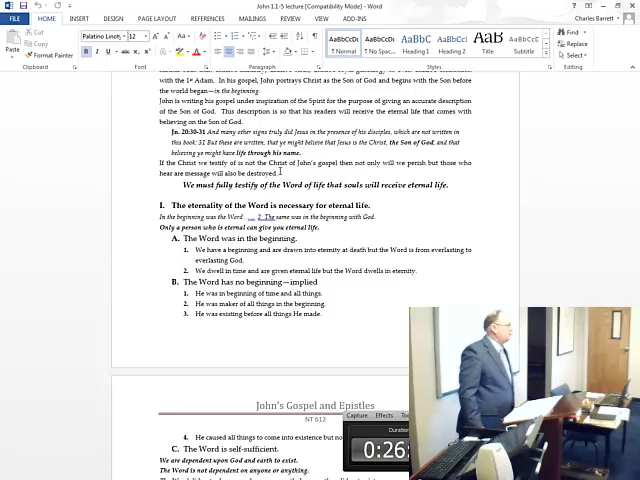 John 1.1-5 lecture [Compatibility Mode] - Word
FILE HOME INSERT DESIGN PAGE LAYOUT REFERENCES MAILINGS REVIEW VIEW ADD-INS
Charles Barrett
Cut
Copy
Format Painter
Paste
Clipboard
Palatino Linot 12
Font
Paragraph
AaBbCcDc AaBbCcDc AaBbC AaBbCc AaB AaBbCcD
¶ Normal ¶ No Spac... Heading 1 Heading 2 Title Subtitle
Styles
Find
Replace
Select
Editing
with the 1st Adam. In his gospel, John portrays Christ as the Son of God and begins with the Son before
the world began—in the beginning.
John is writing his gospel under inspiration of the Spirit for the purpose of giving an accurate description
of the Son of God. This description is so that his readers will receive the eternal life that comes with
believing on the Son of God.
Jn. 20:30-31 And many other signs truly did Jesus in the presence of his disciples, which are not written in
this book: 31 But these are written, that ye might believe that Jesus is the Christ, the Son of God; and that
believing ye might have life through his name.
If the Christ we testify of is not the Christ of John's gospel then not only will we perish but those who
hear are message will also be destroyed.
We must fully testify of the Word of life that souls will receive eternal life.
I. The eternality of the Word is necessary for eternal life.
In the beginning was the Word .... 2 The same was in the beginning with God.
Only a person who is eternal can give you eternal life.
A. The Word was in the beginning.
1. We have a beginning and are drawn into eternity at death but the Word is from everlasting to
everlasting God.
2. We dwell in time and are given eternal life but the Word dwells in eternity.
B. The Word has no beginning—implied
1. He was in beginning of time and all things.
2. He was maker of all things in the beginning.
3. He was existing before all things He made.
John's Gospel and Epistles
NT 612
4. He caused all things to come into existence but no
C. The Word is self-sufficient.
We are dependent upon God and earth to exist.
The Word is not dependent on anyone or anything.
Capture Effects
Duration
0:26